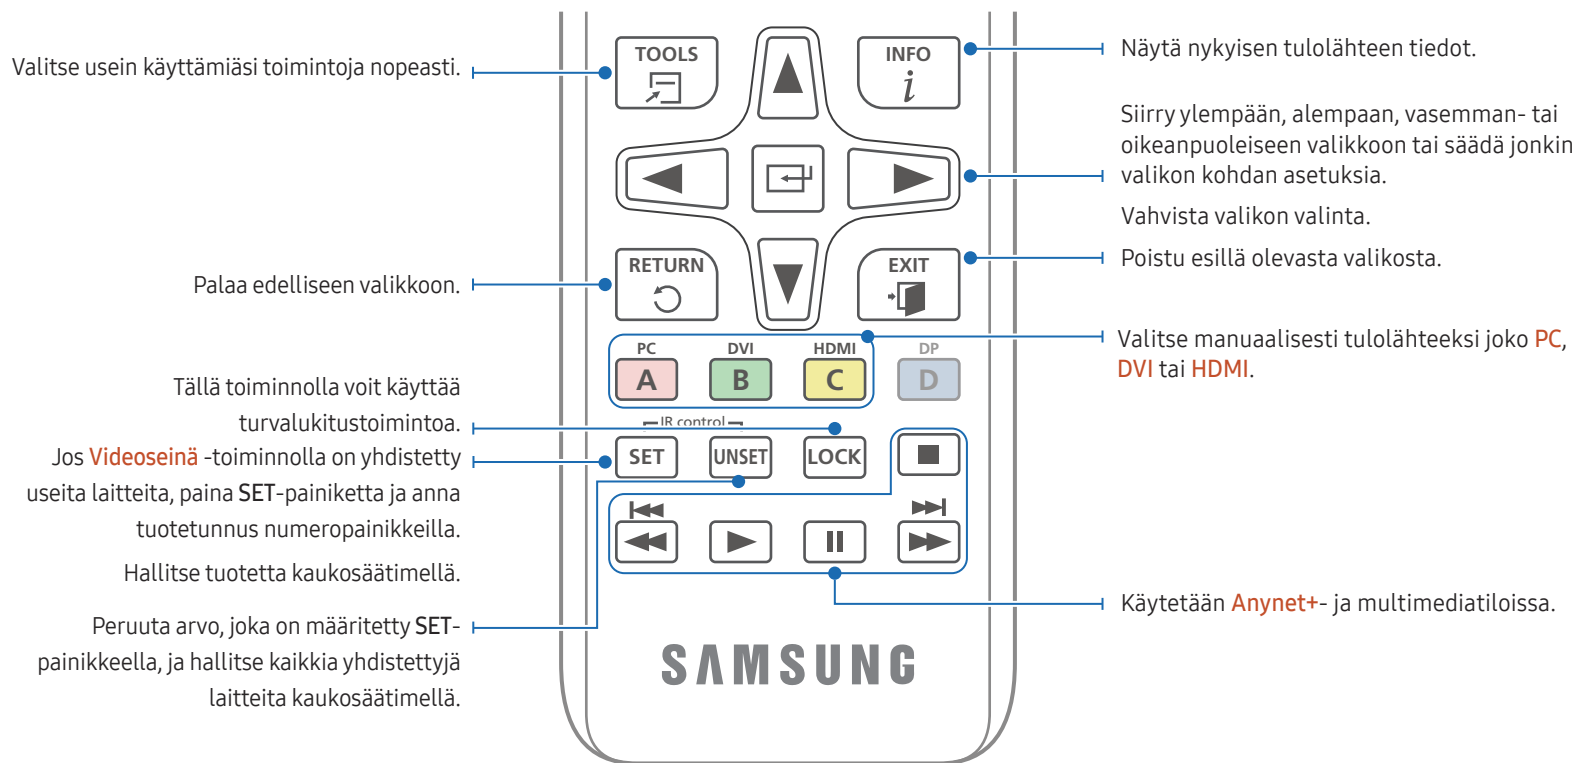 Valitse usein käyttämiäsi toimintoja nopeasti.
TOOLS
INFO
i
Näytä nykyisen tulolähteen tiedot.
Siirry ylempään, alempaan, vasemman- tai
oikeanpuoleiseen valikkoon tai säädä jonkin
valikon kohdan asetuksia.
Vahvista valikon valinta.
Palaa edelliseen valikkoon.
RETURN
EXIT
Poistu esillä olevasta valikosta.
PC DVI HDMI DP
A B C D
Valitse manuaalisesti tulolähteeksi joko PC,
DVI tai HDMI.
Tällä toiminnolla voit käyttää
turvalukitustoimintoa.
IR control
SET UNSET LOCK
Jos Videoseinä -toiminnolla on yhdistetty
useita laitteita, paina SET-painiketta ja anna
tuotetunnus numeropainikkeilla.
Hallitse tuotetta kaukosäätimellä.
Peruuta arvo, joka on määritetty SET-
painikkeella, ja hallitse kaikkia yhdistettyjä
laitteita kaukosäätimellä.
Käytetään Anynet+- ja multimediatiloissa.
SAMSUNG